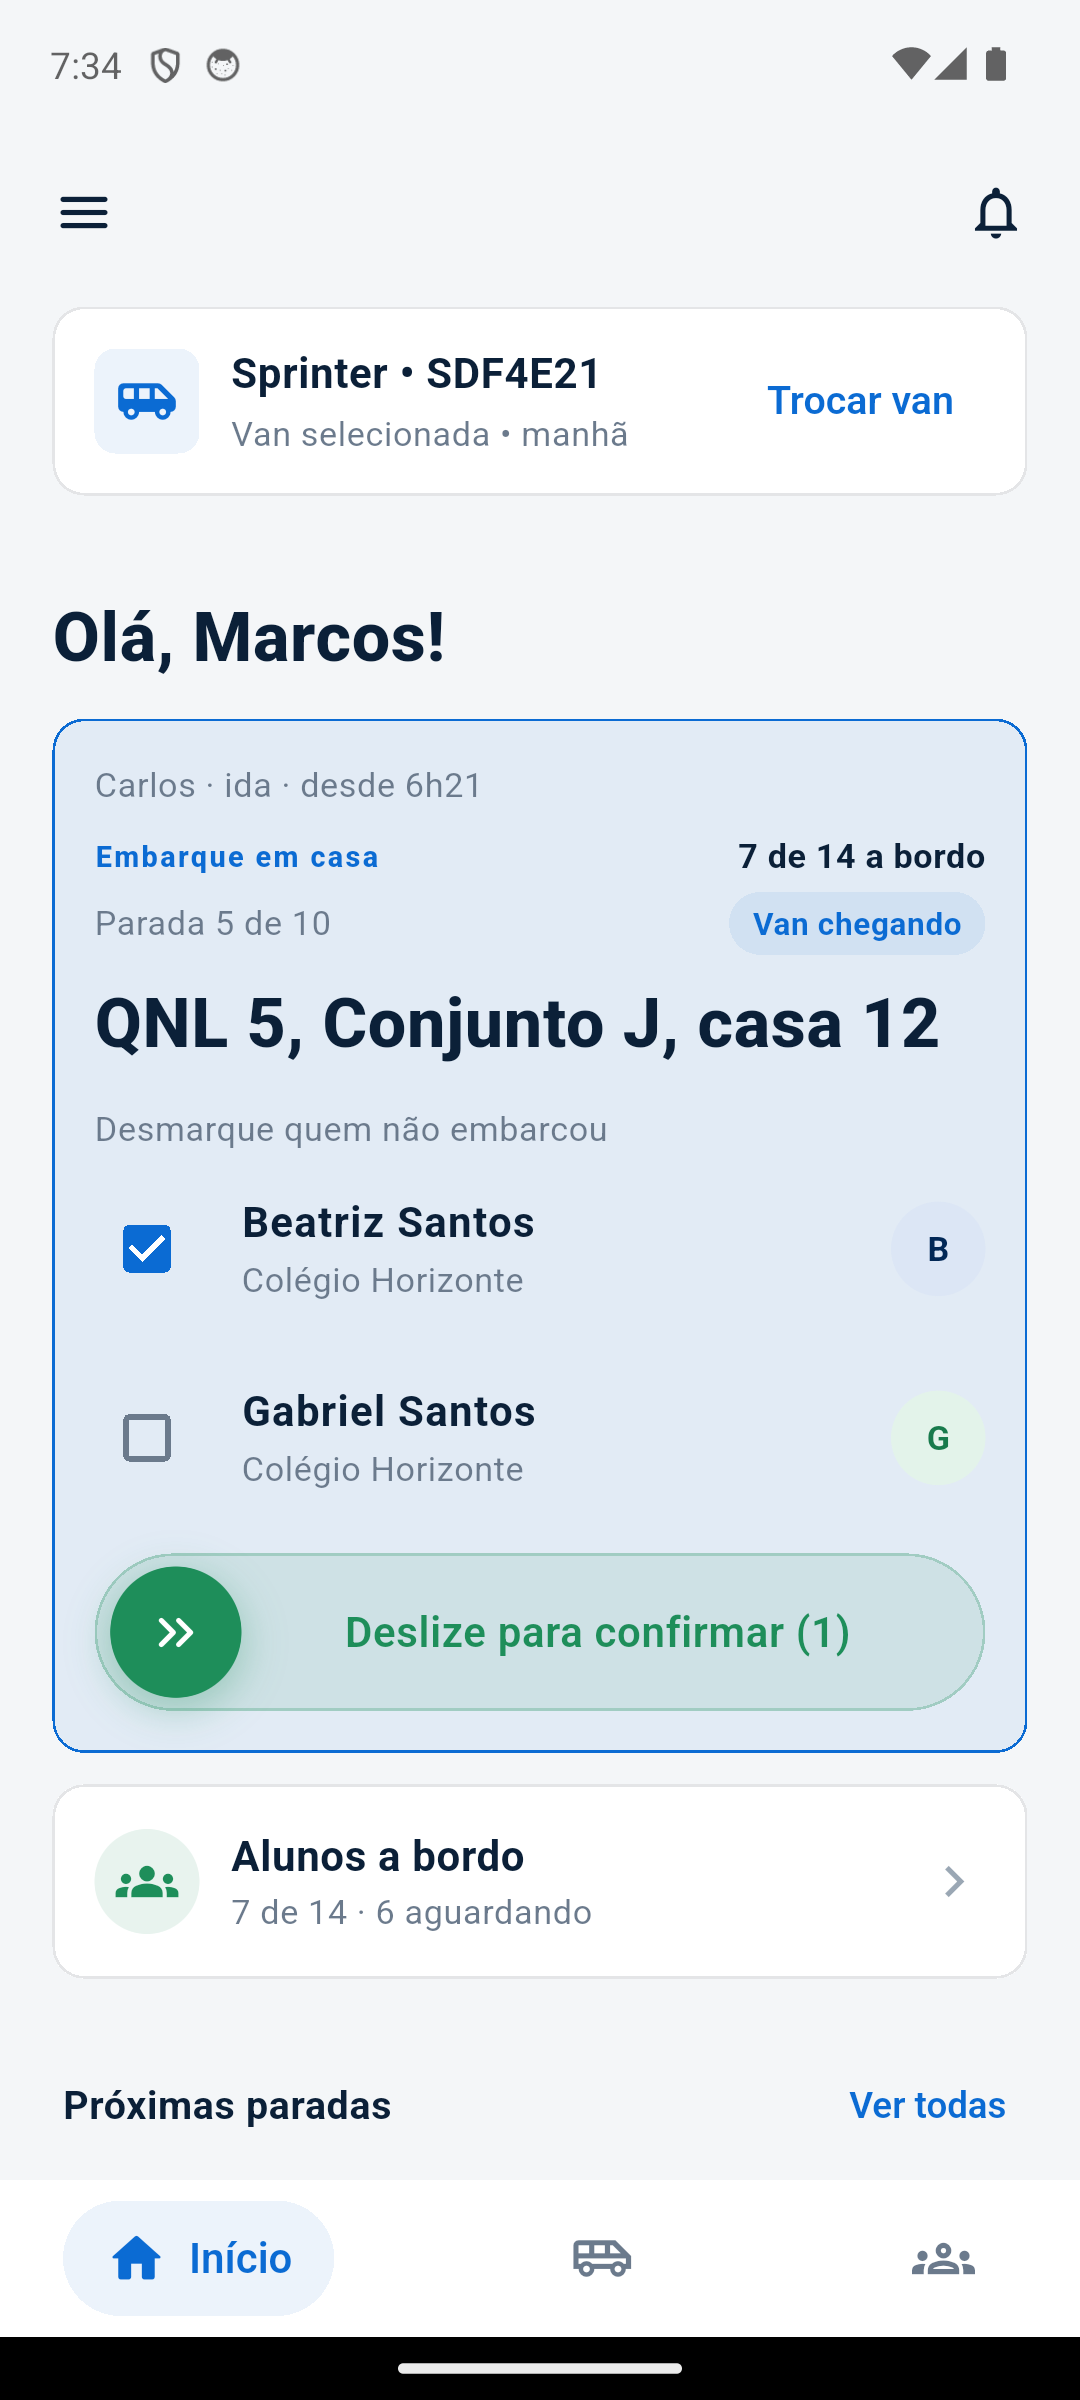 7:34
Sprinter • SDF4E21
Van selecionada • manhã
Trocar van
Olá, Marcos!
Carlos · ida · desde 6h21
Embarque em casa
7 de 14 a bordo
Parada 5 de 10
Van chegando
QNL 5, Conjunto J, casa 12
Desmarque quem não embarcou
Beatriz Santos
Colégio Horizonte
B
Gabriel Santos
Colégio Horizonte
G
Deslize para confirmar (1)
Alunos a bordo
7 de 14 · 6 aguardando
Próximas paradas
Ver todas
Início